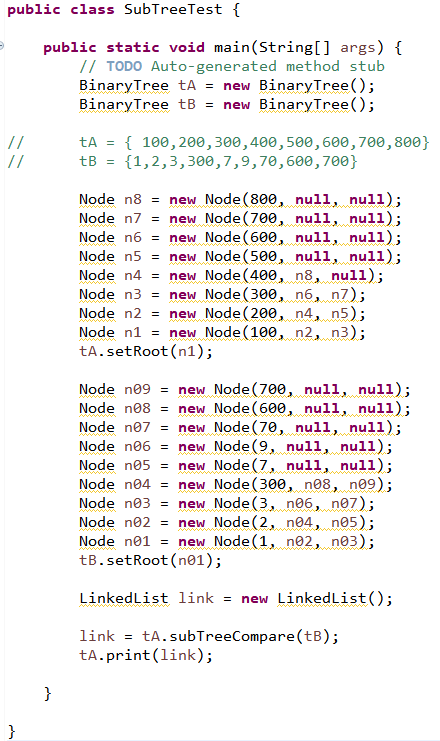 public class SubTreeTest {
public static void main(String[] args) {
// TODO Auto-generated method stub
BinaryTree tA = new BinaryTree();
BinaryTree tB = new BinaryTree();
// tA = { 100,200,300,400,500,600,700,800}
// tB = {1,2,3,300,7,9,70,600,700}
Node n8 = new Node(800, null, null);
Node n7 = new Node(700, null, null);
Node n6 = new Node(600, null, null);
Node n5 = new Node(500, null, null);
Node n4 = new Node(400, n8, null);
Node n3 = new Node(300, n6, n7);
Node n2 = new Node(200, n4, n5);
Node n1 = new Node(100, n2, n3);
tA.setRoot(n1);
Node n09 = new Node(700, null, null);
Node n08 = new Node(600, null, null);
Node n07 = new Node(70, null, null);
Node n06 = new Node(9, null, null);
Node n05 = new Node(7, null, null);
Node n04 = new Node(300, n08, n09);
Node n03 = new Node(3, n06, n07);
Node n02 = new Node(2, n04, n05);
Node n01 = new Node(1, n02, n03);
tB.setRoot(n01);
LinkedList link = new LinkedList();
link = tA.subTreeCompare(tB);
tA.print(link);
}
}